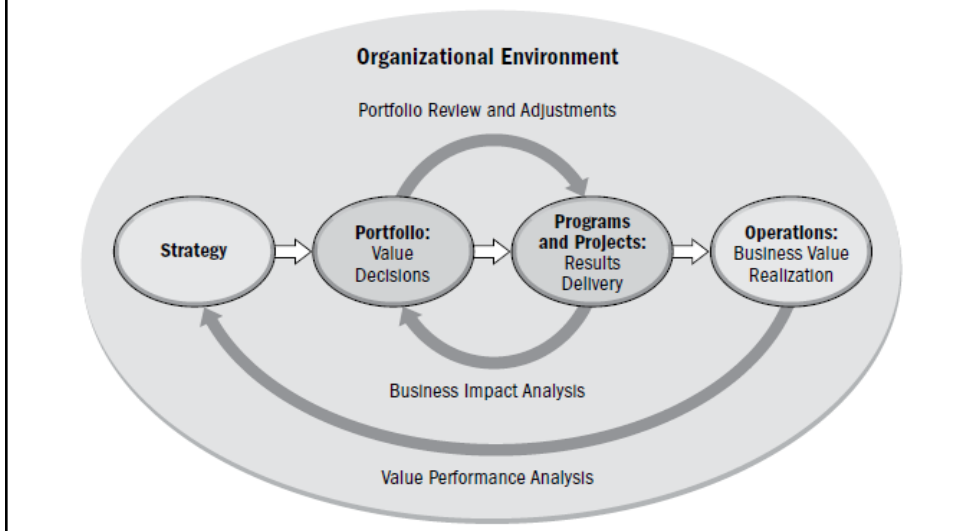 Organizational Environment
Portfolio Review and Adjustments
Strategy
Portfolio:
Value
Decisions
Programs
and Projects:
Results
Delivery
Operations:
Business Value
Realization
Business Impact Analysis
Value Performance Analysis